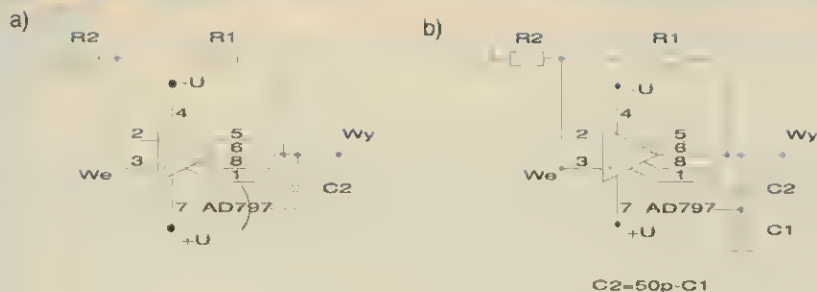 a)
R2 R1
-U
4
2 5
6
3 8
1
We
Wy
C2
7 AD797
+U
b)
R2 R1
-U
4
2 5
6
3 8
1
We
Wy
C2
7 AD797
C1
+U
C2=50p-C1